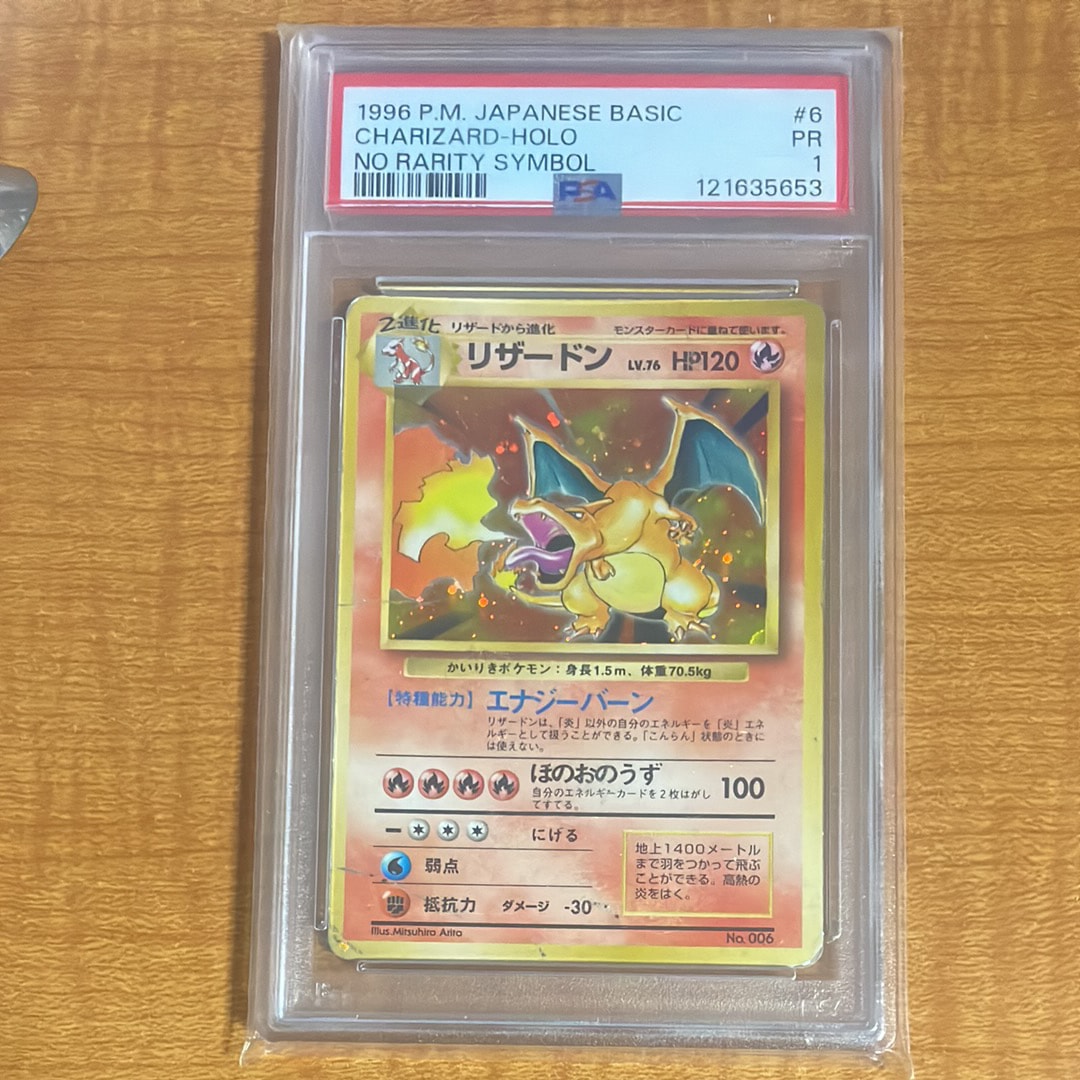 1996 P.M. JAPANESE BASIC #6
CHARIZARD-HOLO PR
NO RARITY SYMBOL 1
PSA 121635653
2進化 リザードから進化 モンスターカードに重ねて使います。
リザードン LV.76 HP120
かいりきポケモン：身長1.5m、体重70.5kg
［特種能力］エナジーバーン
リザードンは、「炎」以外の自分のエネルギーを「炎」エネ
ルギーとして扱うことができる。「こんらん」状態のときに
は使えない。
ほのおのうず 100
自分のエネルギーカードを２枚はがし
てすてる。
にげる
弱点
抵抗力 ダメージ -30
地上1400メートル
まで羽をつかって飛ぶ
ことができる。高熱の
炎をはく。
Illus.Mitsuhiro Arita No. 006